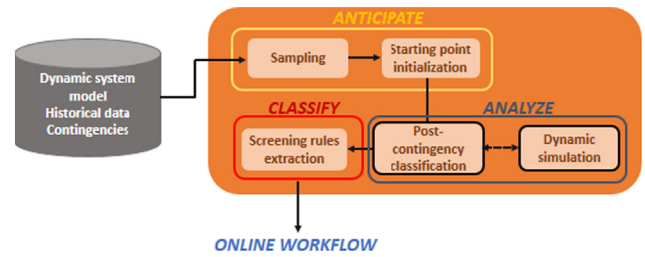 ANTICIPATE
Dynamic system
model
Historical data
Contingencies
Sampling
Starting point
initialization
CLASSIFY
ANALYZE
Screening rules
extraction
Post-
contingency
classification
Dynamic
simulation
ONLINE WORKFLOW